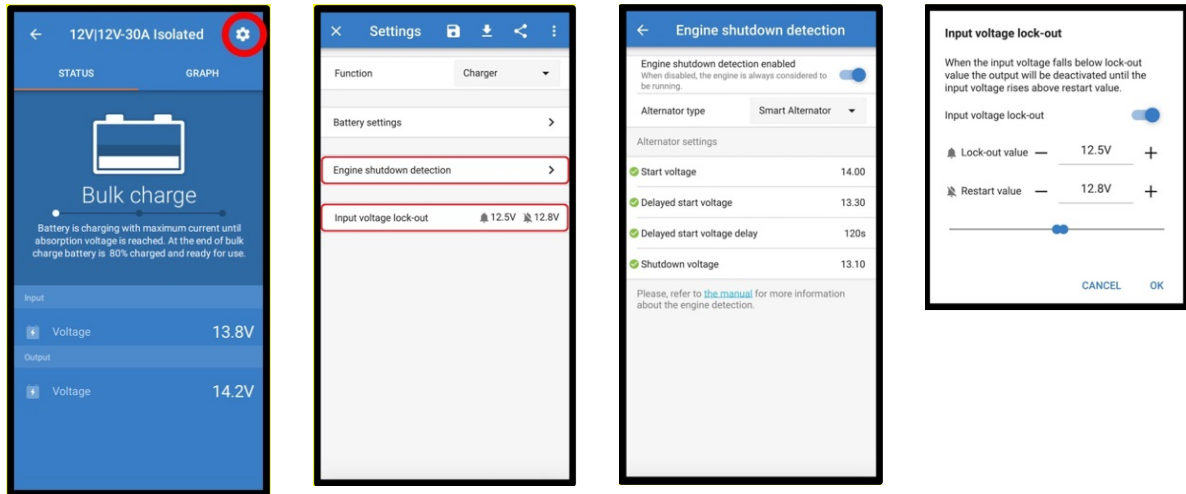 12V|12V-30A Isolated
STATUS GRAPH
Bulk charge
Battery is charging with maximum current until
absorption voltage is reached. At the end of bulk
charge battery is 80% charged and ready for use.
Input
Voltage 13.8V
Output
Voltage 14.2V
Settings
Function Charger
Battery settings
Engine shutdown detection
Input voltage lock-out 12.5V 12.8V
Engine shutdown detection
Engine shutdown detection enabled
When disabled, the engine is always considered to
be running.
Alternator type Smart Alternator
Alternator settings
Start voltage 14.00
Delayed start voltage 13.30
Delayed start voltage delay 120s
Shutdown voltage 13.10
Please, refer to the manual for more information
about the engine detection.
Input voltage lock-out
When the input voltage falls below lock-out
value the output will be deactivated until the
input voltage rises above restart value.
Input voltage lock-out
Lock-out value — 12.5V +
Restart value — 12.8V +
CANCEL OK